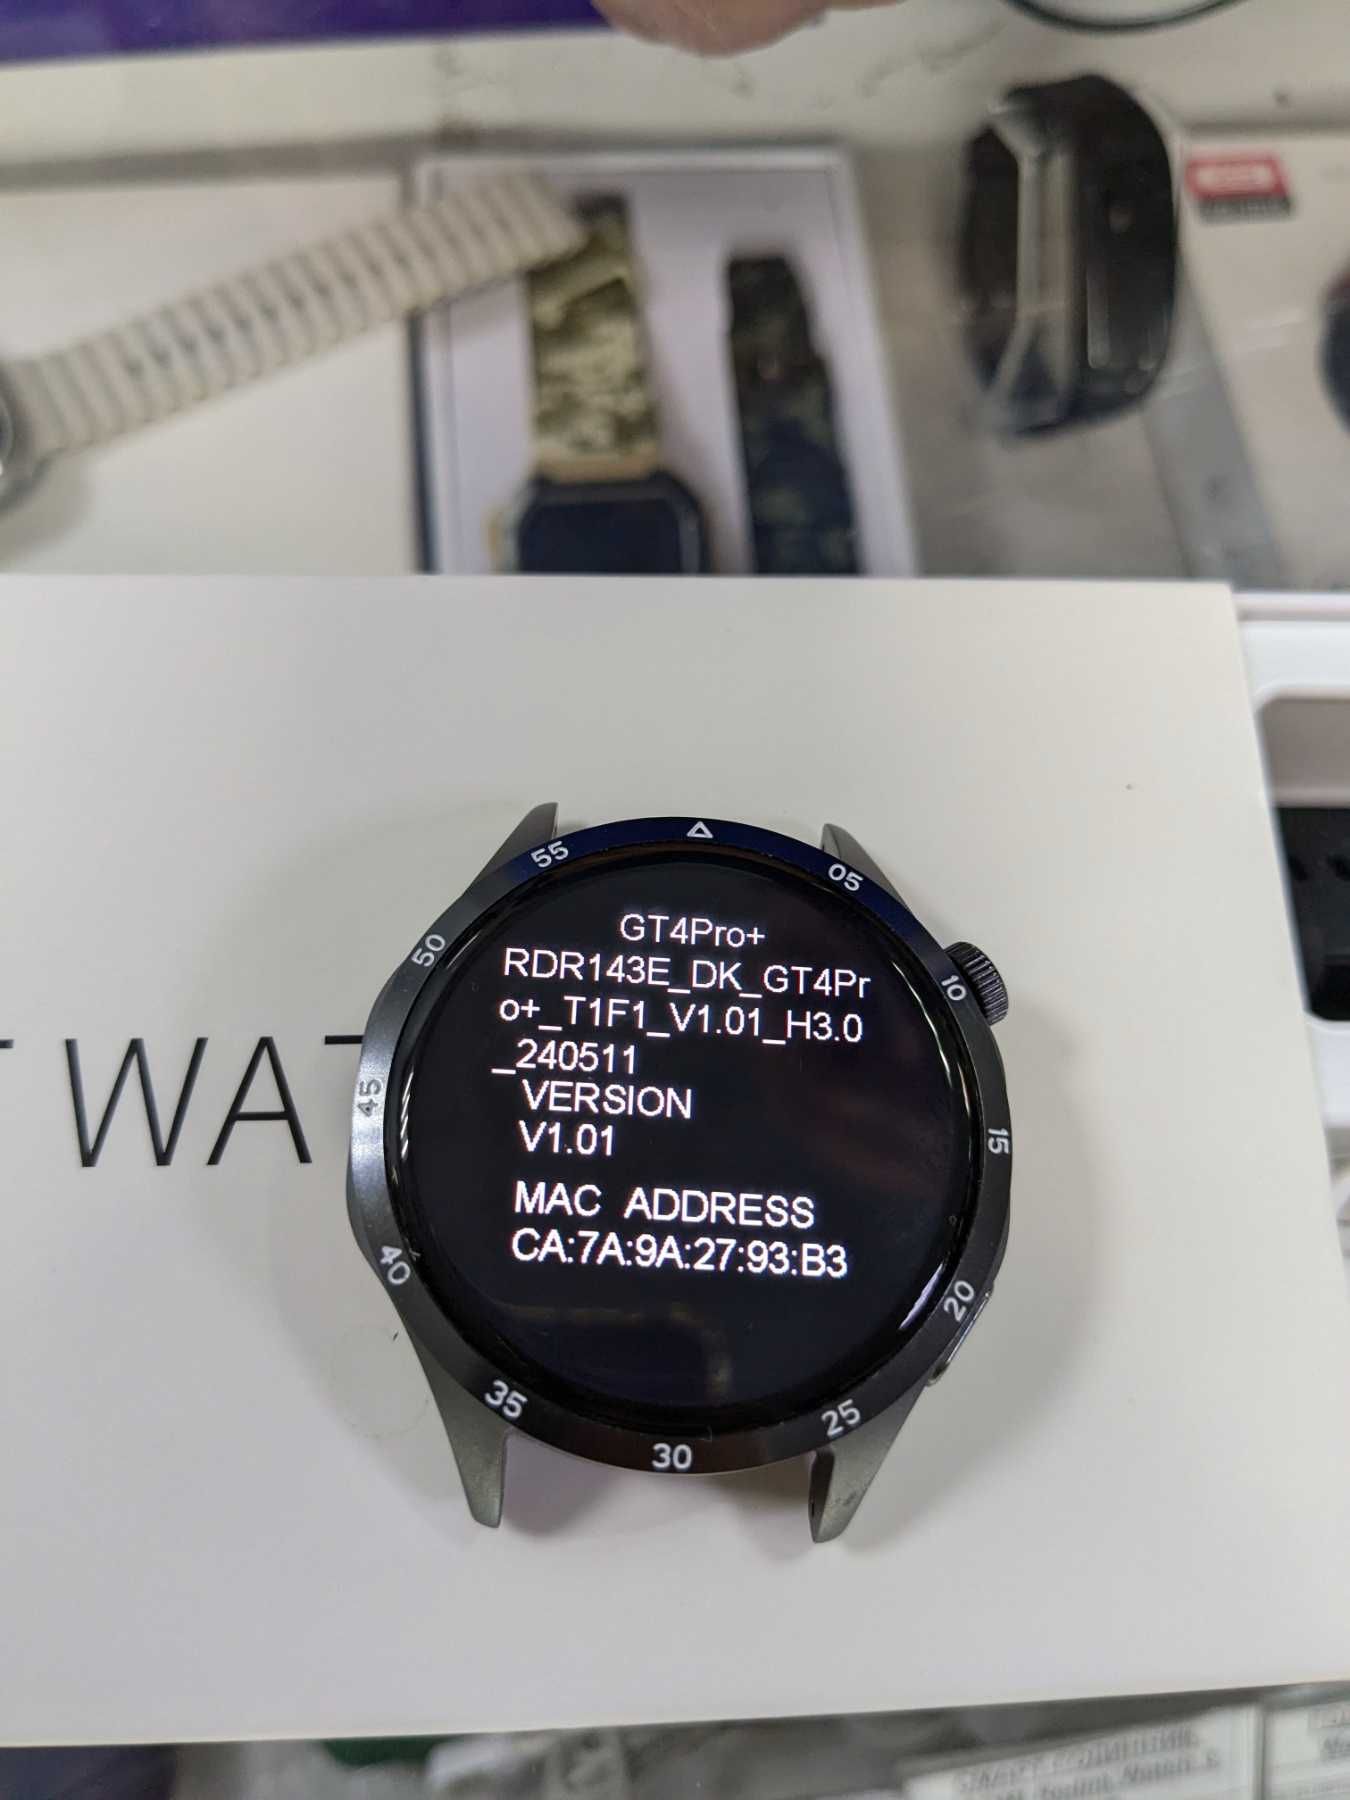 GT4Pro+
RDR143E_DK_GT4Pr
o+_T1F1_V1.01_H3.0
_240511
VERSION
V1.01
MAC ADDRESS
CA:7A:9A:27:93:B3
05
10
15
20
25
30
35
40
45
50
55
T WAT